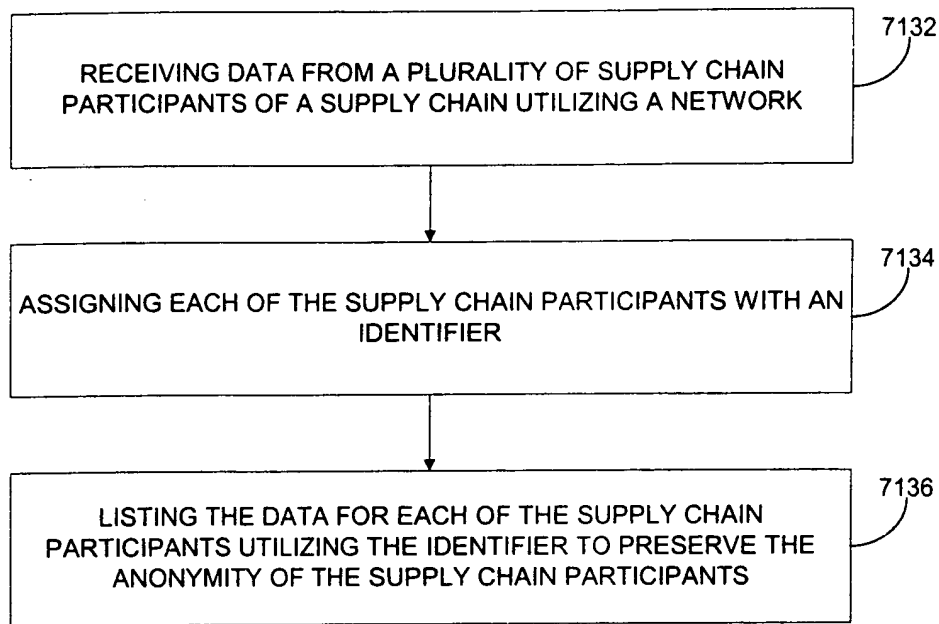 7132
RECEIVING DATA FROM A PLURALITY OF SUPPLY CHAIN
PARTICIPANTS OF A SUPPLY CHAIN UTILIZING A NETWORK
7134
ASSIGNING EACH OF THE SUPPLY CHAIN PARTICIPANTS WITH AN
IDENTIFIER
7136
LISTING THE DATA FOR EACH OF THE SUPPLY CHAIN
PARTICIPANTS UTILIZING THE IDENTIFIER TO PRESERVE THE
ANONYMITY OF THE SUPPLY CHAIN PARTICIPANTS